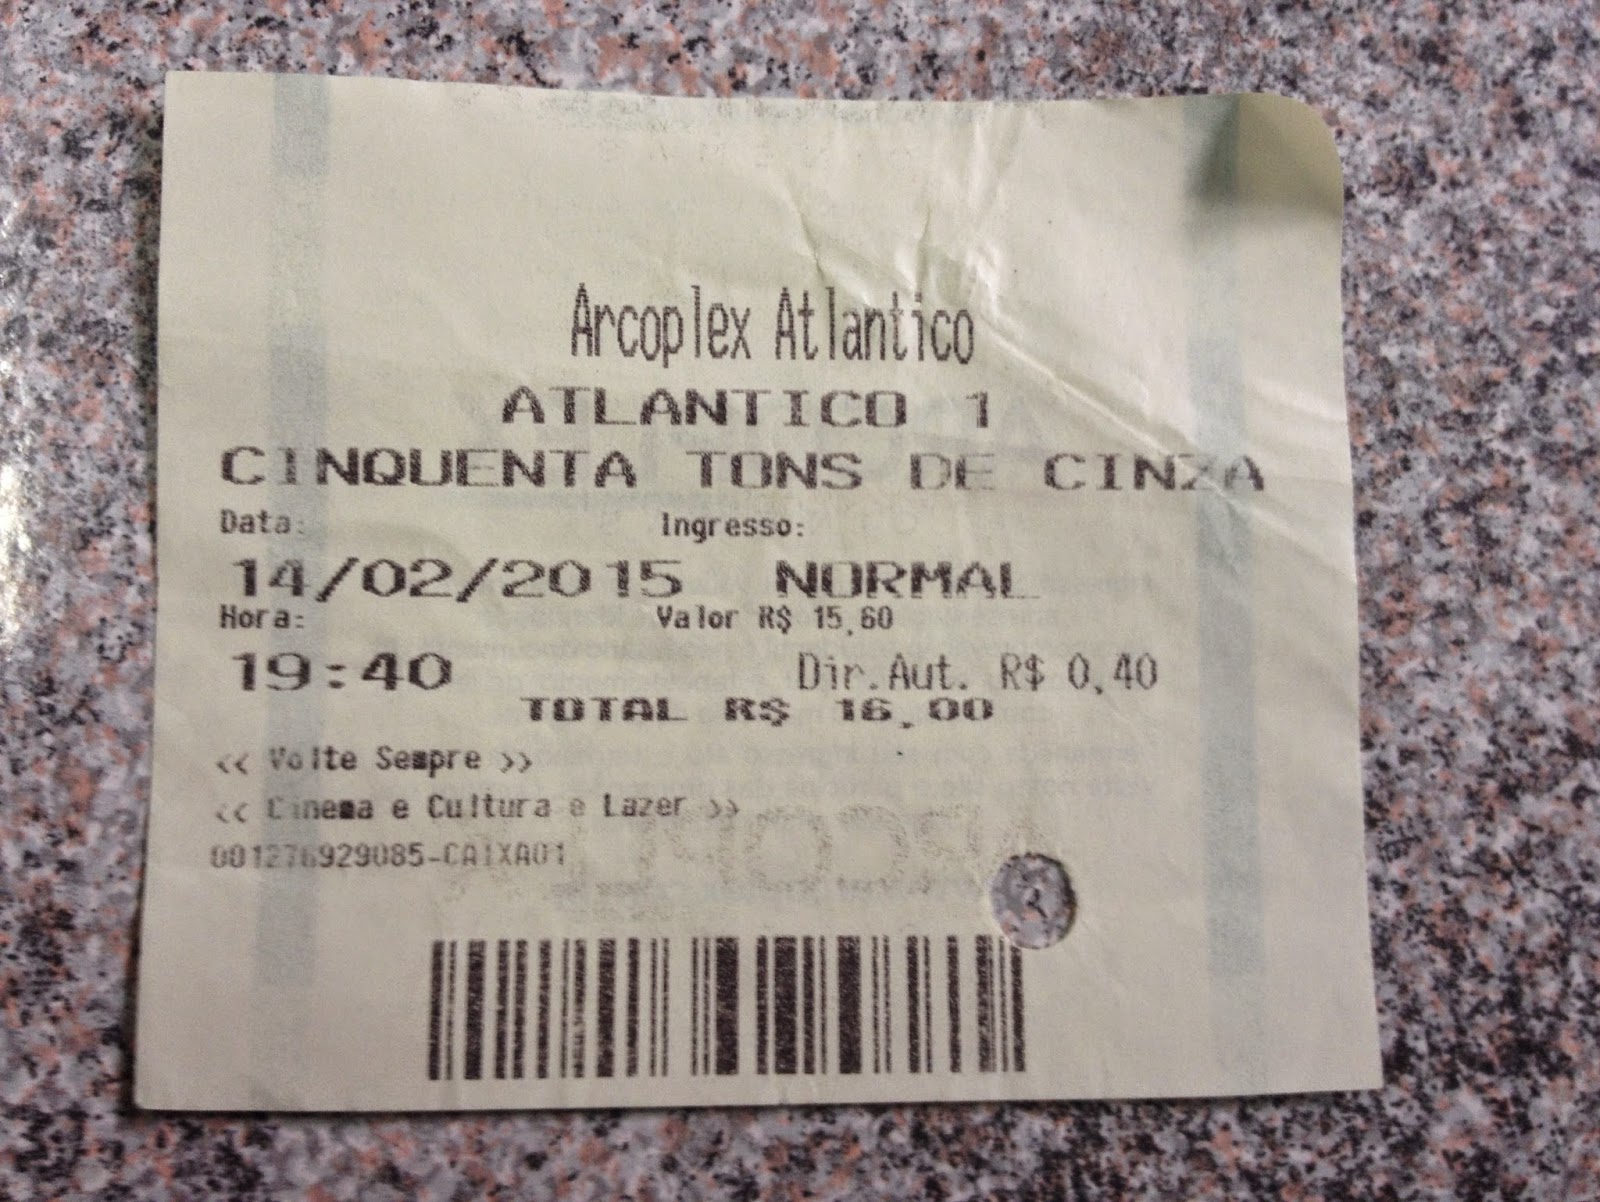 Arcoplex Atlantico
ATLANTICO 1
CINQUENTA TONS DE CINZA
Data: Ingresso:
14/02/2015 NORMAL
Hora: Valor R$ 15,60
19:40 Dir.Aut. R$ 0,40
TOTAL R$ 16,00
<< Volte Sempre >>
<< Cinema e Cultura e Lazer >>
001276929085-CAIXA01